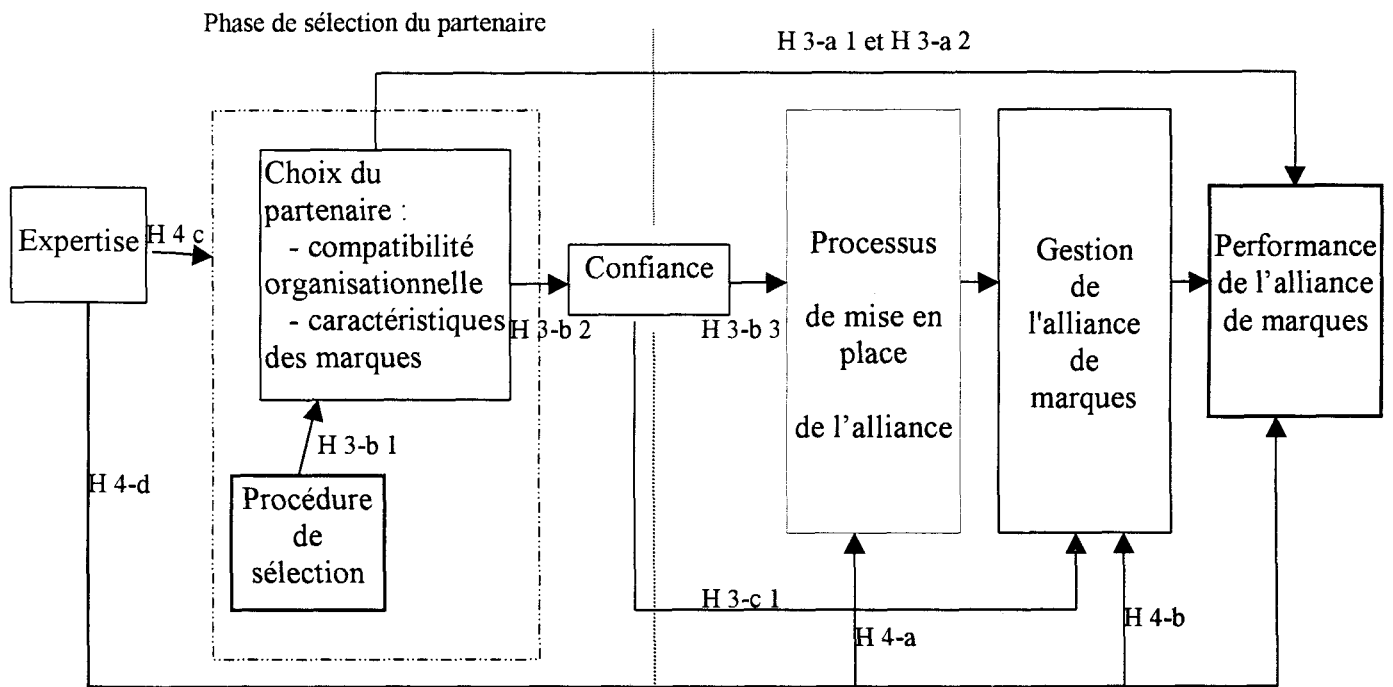 Phase de sélection du partenaire
H 3-a 1 et H 3-a 2
Expertise
H 4 c
Choix du
partenaire :
- compatibilité
organisationnelle
- caractéristiques
des marques
H 3-b 1
Procédure
de
sélection
H 3-b 2
Confiance
H 3-b 3
Processus
de mise en
place
de l’alliance
Gestion
de
l'alliance
de
marques
Performance
de l’alliance
de marques
H 4-d
H 3-c 1
H 4-a
H 4-b